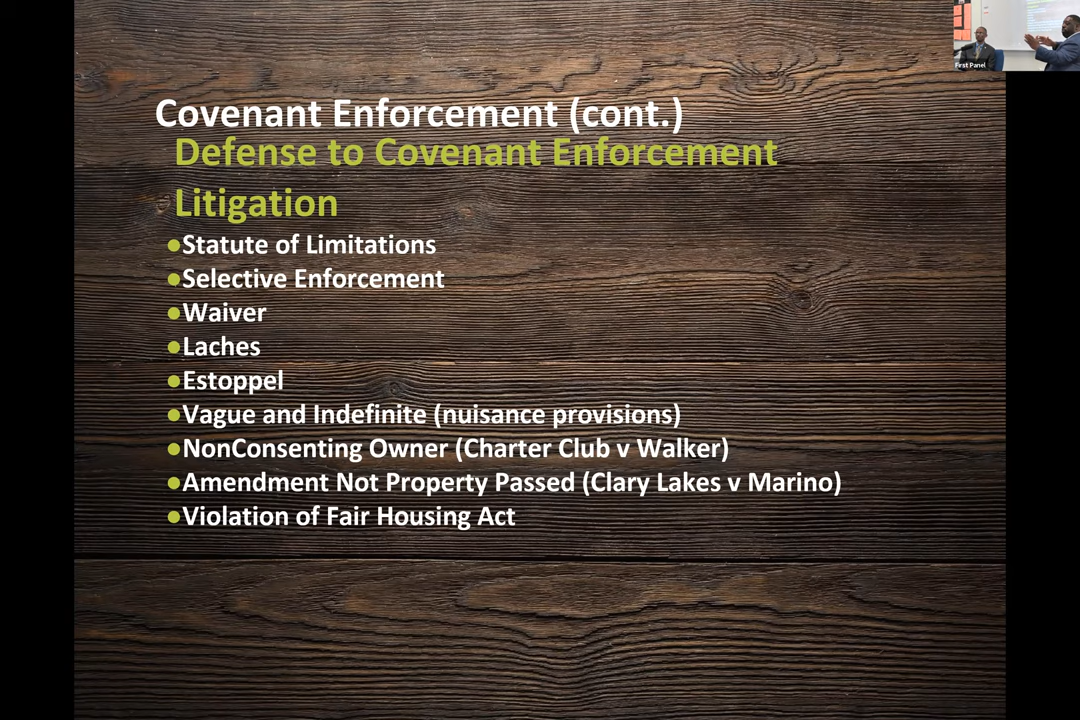 Covenant Enforcement (cont.)
Defense to Covenant Enforcement
Litigation
●Statute of Limitations
●Selective Enforcement
●Waiver
●Laches
●Estoppel
●Vague and Indefinite (nuisance provisions)
●NonConsenting Owner (Charter Club v Walker)
●Amendment Not Property Passed (Clary Lakes v Marino)
●Violation of Fair Housing Act
First Panel